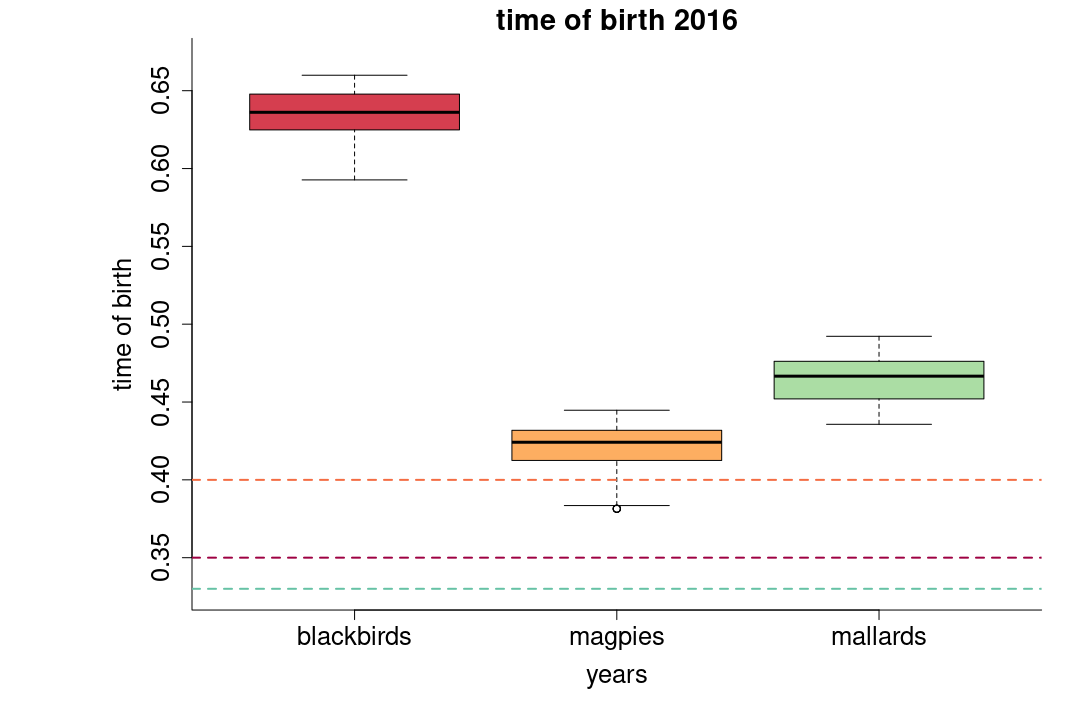 time of birth 2016
time of birth
0.65
0.60
0.55
0.50
0.45
0.40
0.35
blackbirds
magpies
mallards
years